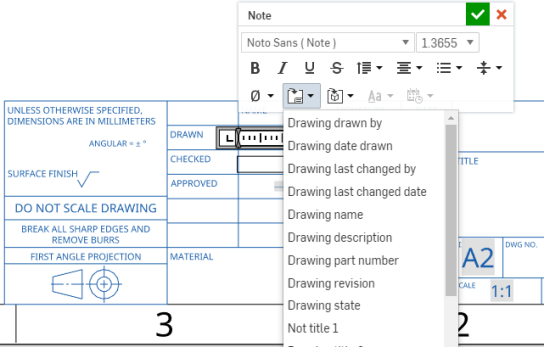 Note
Noto Sans ( Note )
1.3655
B I U S
Ø
Aa
UNLESS OTHERWISE SPECIFIED,
DIMENSIONS ARE IN MILLIMETERS
ANGULAR = ± °
SURFACE FINISH
DO NOT SCALE DRAWING
BREAK ALL SHARP EDGES AND
REMOVE BURRS
FIRST ANGLE PROJECTION
NAME
DRAWN
CHECKED
APPROVED
MATERIAL
Drawing drawn by
Drawing date drawn
Drawing last changed by
Drawing last changed date
Drawing name
Drawing description
Drawing part number
Drawing revision
Drawing state
Not title 1
TITLE
A2
DWG NO.
1:1
3
2